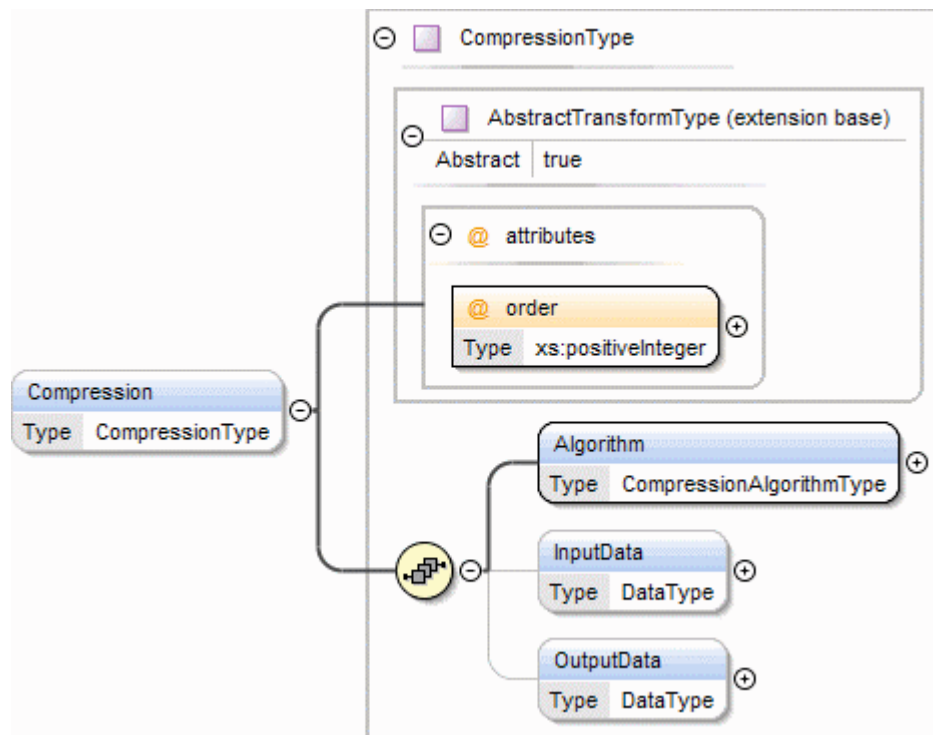 CompressionType
AbstractTransformType (extension base)
Abstract true
@ attributes
@ order
Type xs:positiveInteger
Compression
Type CompressionType
Algorithm
Type CompressionAlgorithmType
InputData
Type DataType
OutputData
Type DataType